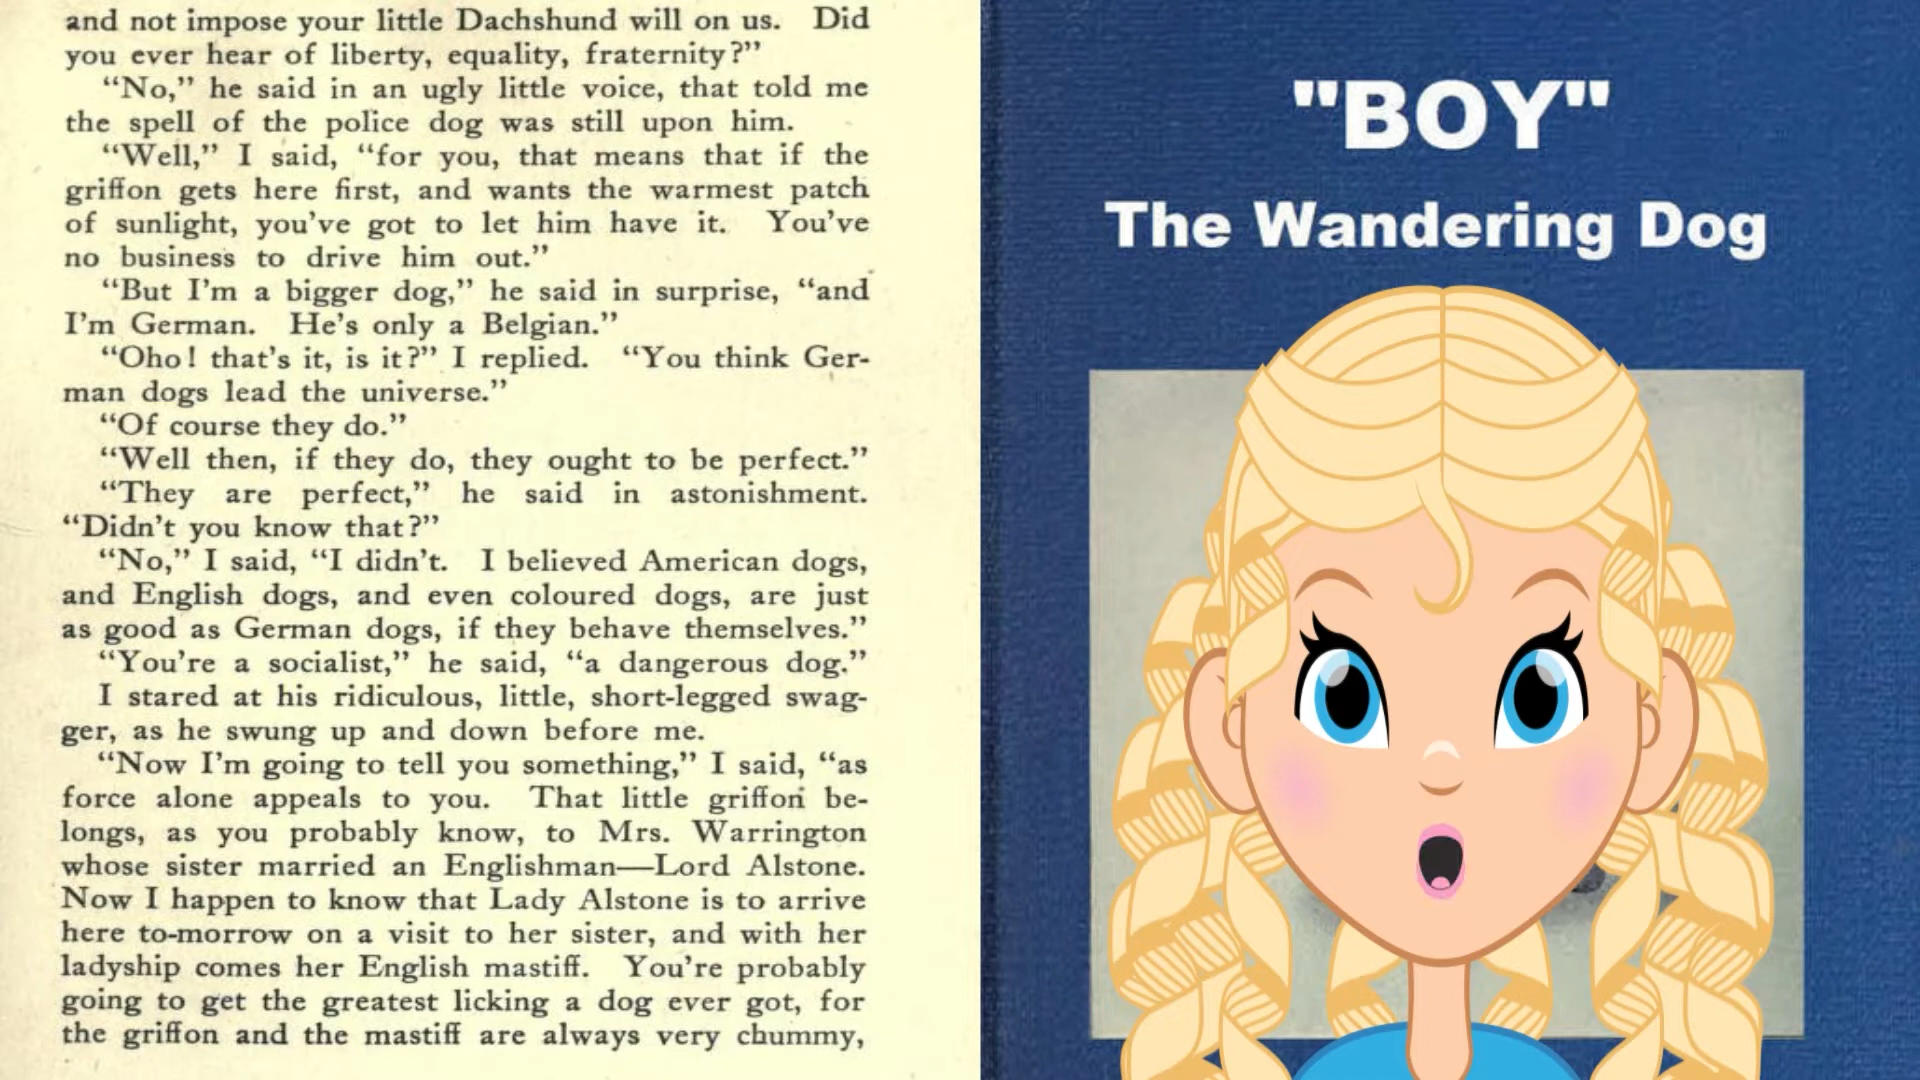 and not impose your little Dachshund will on us. Did
you ever hear of liberty, equality, fraternity?”
“No,” he said in an ugly little voice, that told me
the spell of the police dog was still upon him.
“Well,” I said, “for you, that means that if the
griffon gets here first, and wants the warmest patch
of sunlight, you’ve got to let him have it. You’ve
no business to drive him out.”
“But I’m a bigger dog,” he said in surprise, “and
I’m German. He’s only a Belgian.”
“Oho! that’s it, is it?” I replied. “You think Ger-
man dogs lead the universe.”
“Of course they do.”
“Well then, if they do, they ought to be perfect.”
“They are perfect,” he said in astonishment.
“Didn’t you know that?”
“No,” I said, “I didn’t. I believed American dogs,
and English dogs, and even coloured dogs, are just
as good as German dogs, if they behave themselves.”
“You’re a socialist,” he said, “a dangerous dog.”
I stared at his ridiculous, little, short-legged swag-
ger, as he swung up and down before me.
“Now I’m going to tell you something,” I said, “as
force alone appeals to you. That little griffon be-
longs, as you probably know, to Mrs. Warrington
whose sister married an Englishman—Lord Alstone.
Now I happen to know that Lady Alstone is to arrive
here to-morrow on a visit to her sister, and with her
ladyship comes her English mastiff. You’re probably
going to get the greatest licking a dog ever got, for
the griffon and the mastiff are always very chummy,
"BOY"
The Wandering Dog